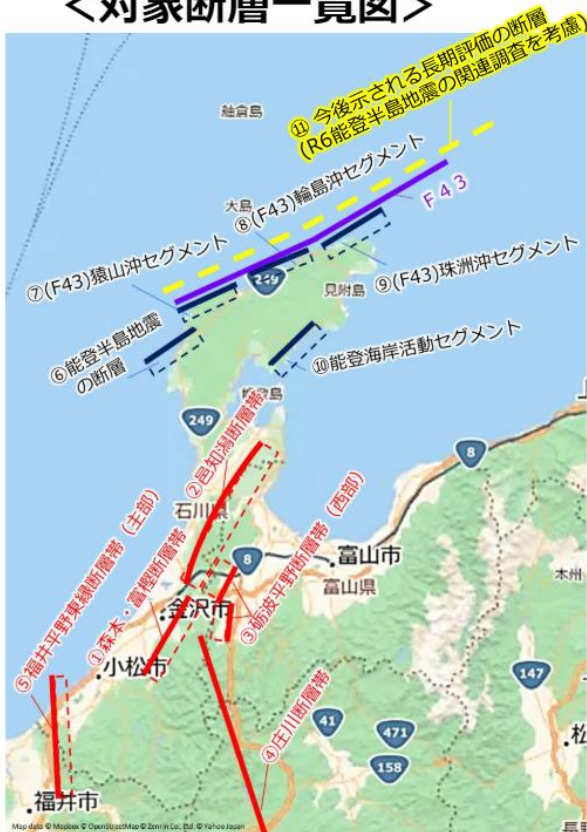 ＜対象断層一覧図＞
舳倉島
⑪ 今後示される長期評価の断層
(R6能登半島地震の関連調査を考慮)
大島
⑧(F43)輪島沖セグメント
F43
⑦(F43)猿山沖セグメント
249
見附島
⑨(F43)珠洲沖セグメント
⑥能登半島地震
の断層
⑩能登海岸活動セグメント
249
②邑知潟断層帯
8
石川県
⑤福井平野東縁断層帯（主部）
①森本・富樫断層帯
③砺波平野断層帯（西部）
8
富山市
富山県
本州
金沢市
小松市
④庄川断層帯
147
41
471
158
松
福井市
長野
Map data © Mapbox © OpenStreetMap © Zenrin Co., Ltd. © Yahoo Japan